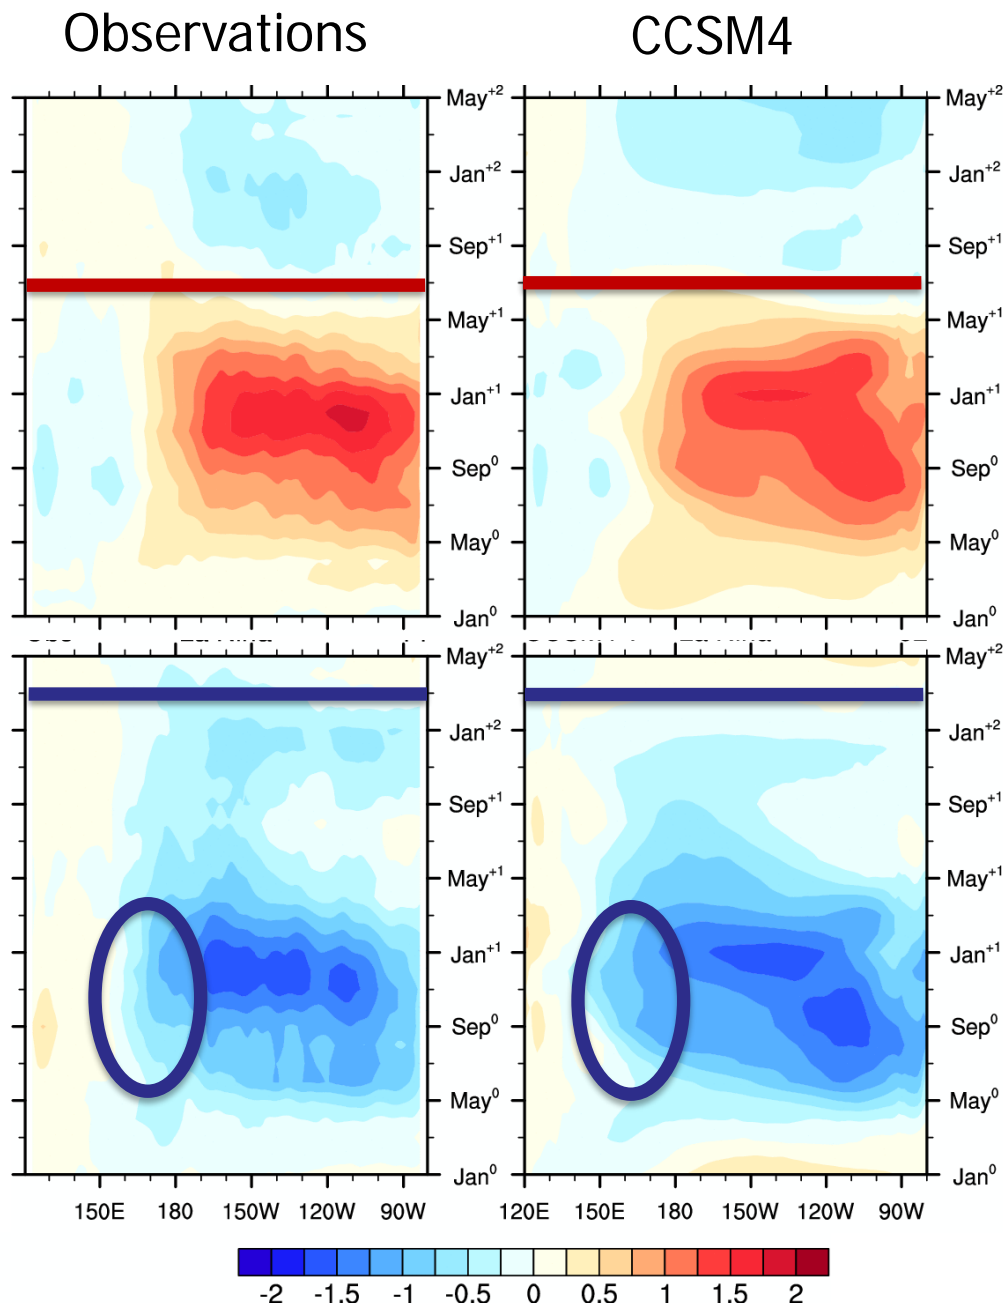 Observations CCSM4
May+2 May+2
Jan+2 Jan+2
Sep+1 Sep+1
May+1 May+1
Jan+1 Jan+1
Sep0 Sep0
May0 May0
Jan0 Jan0
May+2 May+2
Jan+2 Jan+2
Sep+1 Sep+1
May+1 May+1
Jan+1 Jan+1
Sep0 Sep0
May0 May0
Jan0 Jan0
150E 180 150W 120W 90W 120E 150E 180 150W 120W 90W
-2 -1.5 -1 -0.5 0 0.5 1 1.5 2